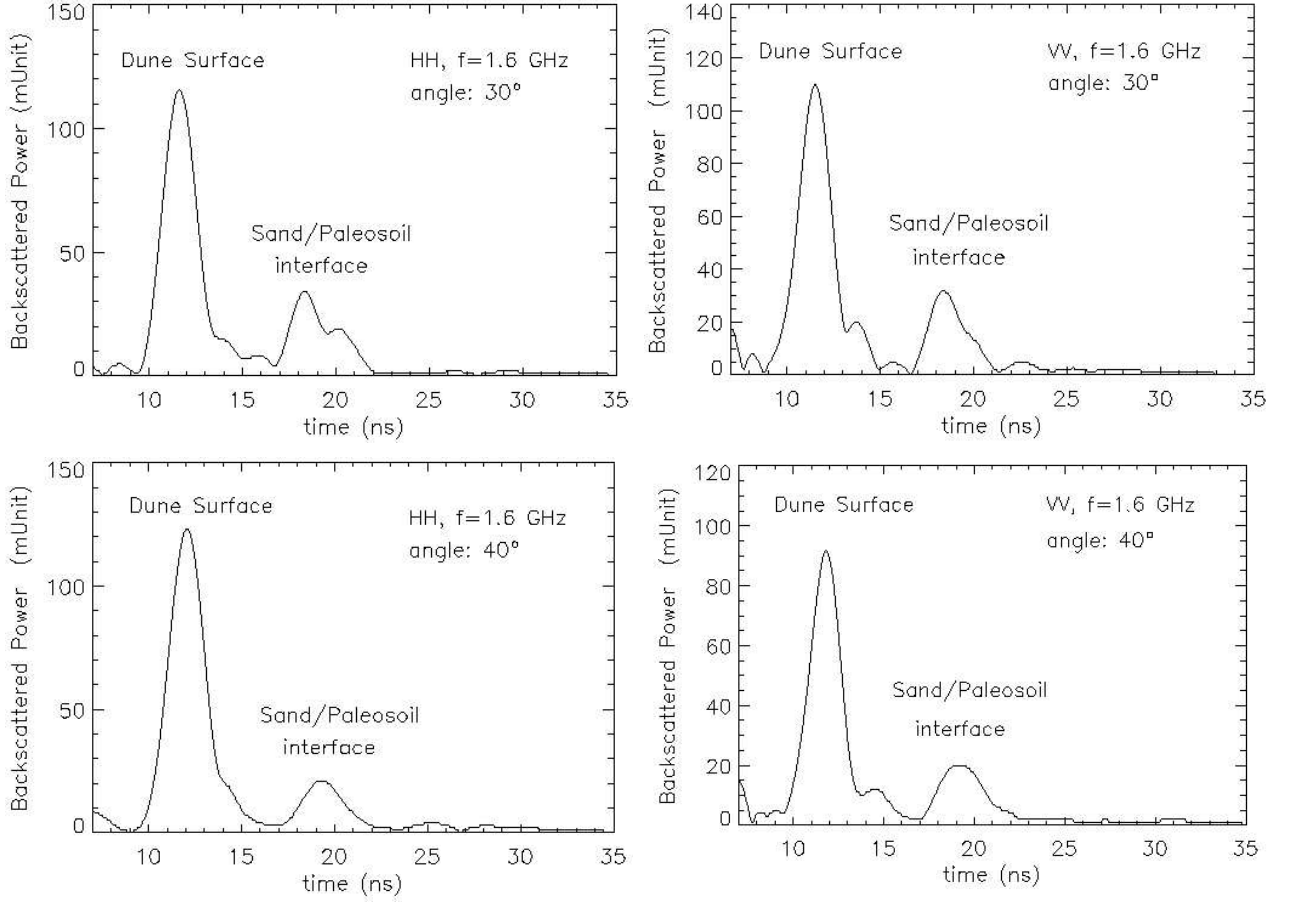 150
100
50
0
Backscattered Power (mUnit)
Dune Surface
HH, f=1.6 GHz
angle: 30°
Sand/Paleosoil
interface
10 15 20 25 30 35
time (ns)
140
120
100
80
60
40
20
0
Backscattered Power (mUnit)
Dune Surface
VV, f=1.6 GHz
angle: 30°
Sand/Paleosoil
interface
10 15 20 25 30 35
time (ns)
150
100
50
0
Backscattered Power (mUnit)
Dune Surface
HH, f=1.6 GHz
angle: 40°
Sand/Paleosoil
interface
10 15 20 25 30 35
time (ns)
120
100
80
60
40
20
0
Backscattered Power (mUnit)
Dune Surface
VV, f=1.6 GHz
angle: 40°
Sand/Paleosoil
interface
10 15 20 25 30 35
time (ns)